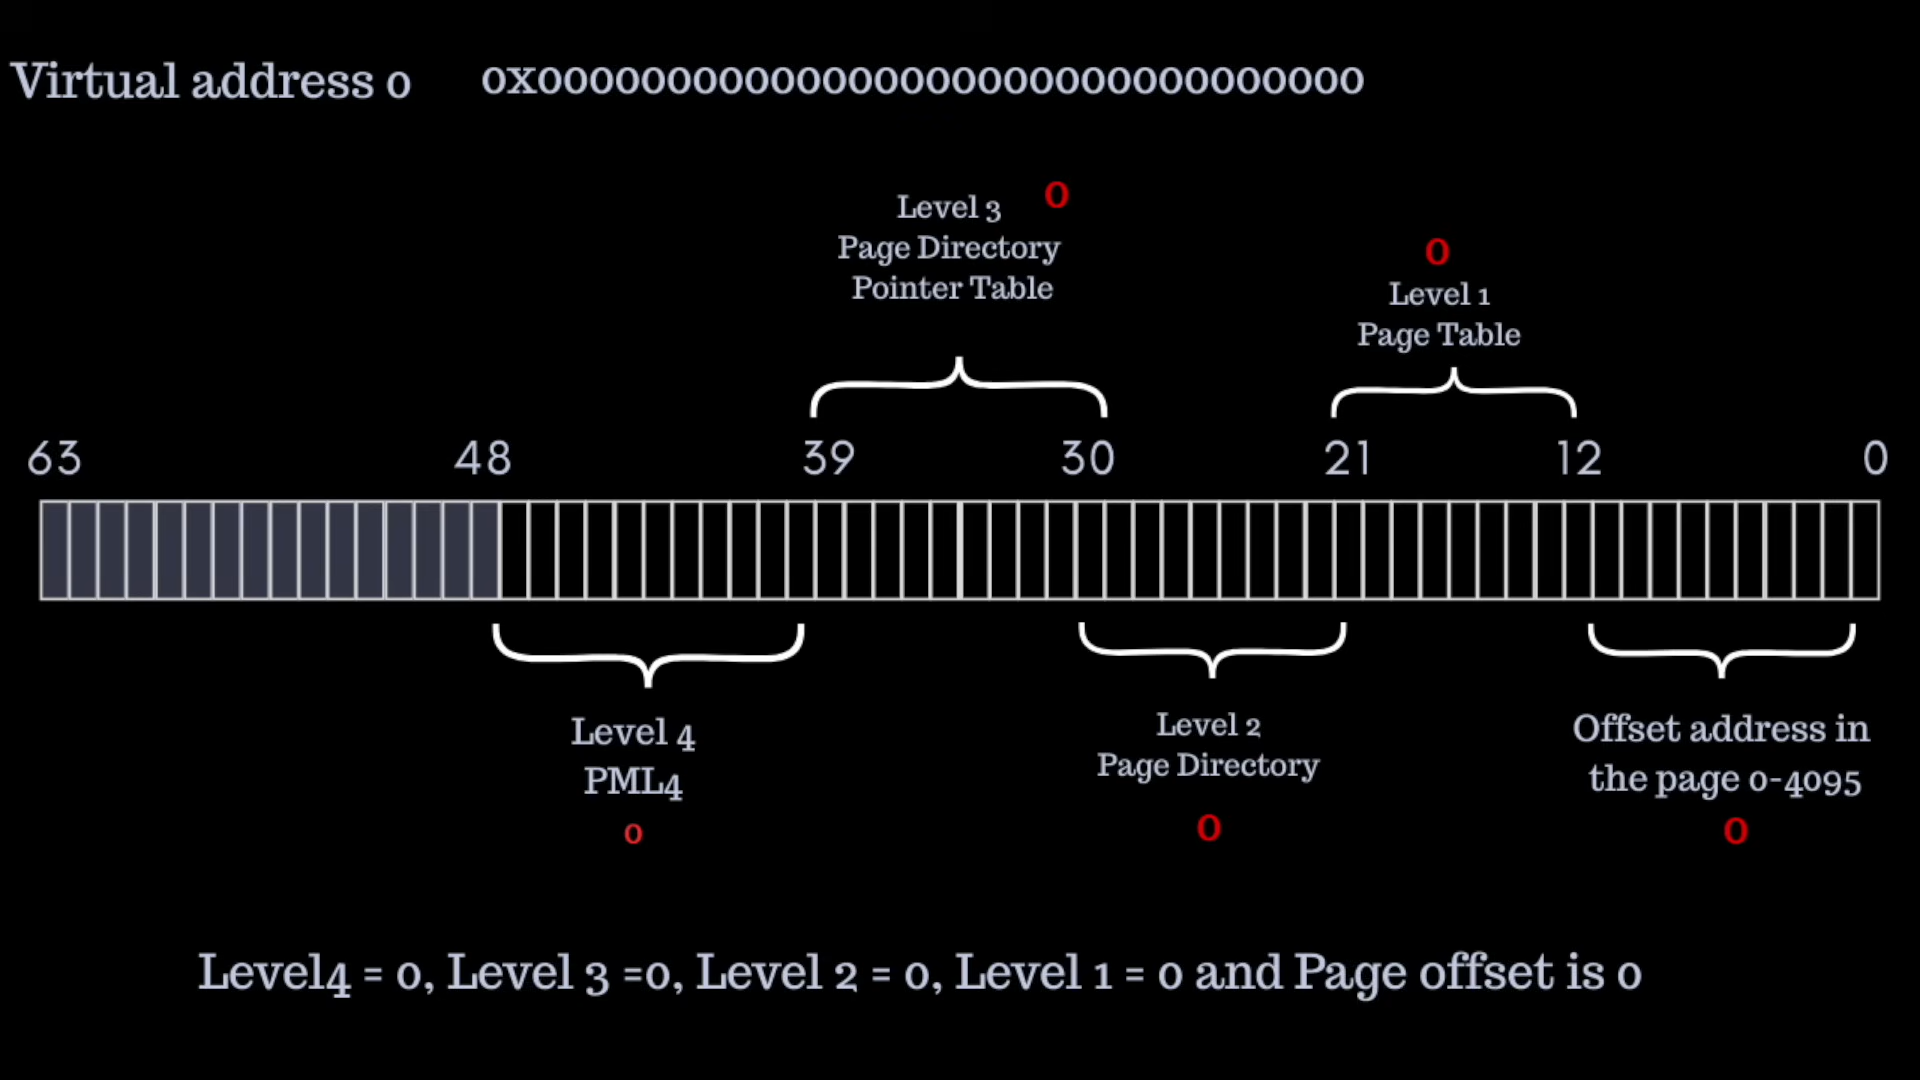 Virtual address 0 0x00000000000000000000000000000000
0
Level 3
Page Directory
Pointer Table
0
Level 1
Page Table
63 48 39 30 21 12 0
Level 4
PML4
0
Level 2
Page Directory
0
Offset address in
the page 0-4095
0
Level4 = 0, Level 3 =0, Level 2 = 0, Level 1 = 0 and Page offset is 0